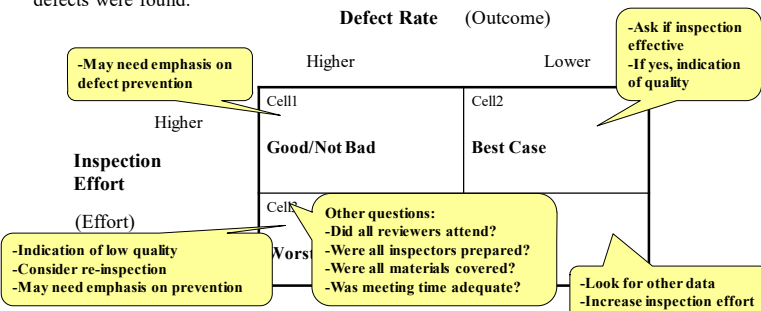 defects were found.
Defect Rate (Outcome)
Higher Lower
-May need emphasis on
defect prevention
-Ask if inspection
effective
-If yes, indication
of quality
Cell1 Cell2
Higher
Good/Not Bad Best Case
Inspection
Effort
(Effort)
Other questions:
-Did all reviewers attend?
-Were all inspectors prepared?
-Were all materials covered?
-Was meeting time adequate?
Worst
-Indication of low quality
-Consider re-inspection
-May need emphasis on prevention
-Look for other data
-Increase inspection effort